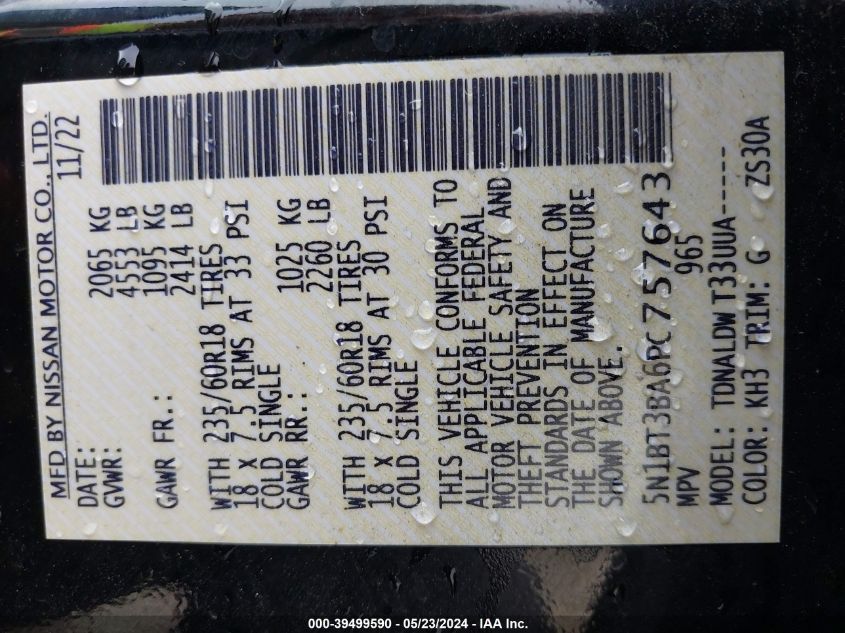 MFD BY NISSAN MOTOR CO., LTD.
DATE: 11/22
GVWR: 2065 KG
4553 LB
GAWR FR.: 1095 KG
2414 LB
WITH 235/60R18 TIRES
18 X 7.5 RIMS AT 33 PSI
COLD SINGLE
GAWR RR.: 1025 KG
2260 LB
WITH 235/60R18 TIRES
18 X 7.5 RIMS AT 30 PSI
COLD SINGLE
THIS VEHICLE CONFORMS TO
ALL APPLICABLE FEDERAL
MOTOR VEHICLE SAFETY AND
THEFT PREVENTION
STANDARDS IN EFFECT ON
THE DATE OF MANUFACTURE
SHOWN ABOVE.
5N1BT3BA6PC757643
MPV 965
MODEL: TDNALDW T33UUA------
COLOR: KH3 TRIM: G ZS30A
000-39499590 - 05/23/2024 - IAA Inc.